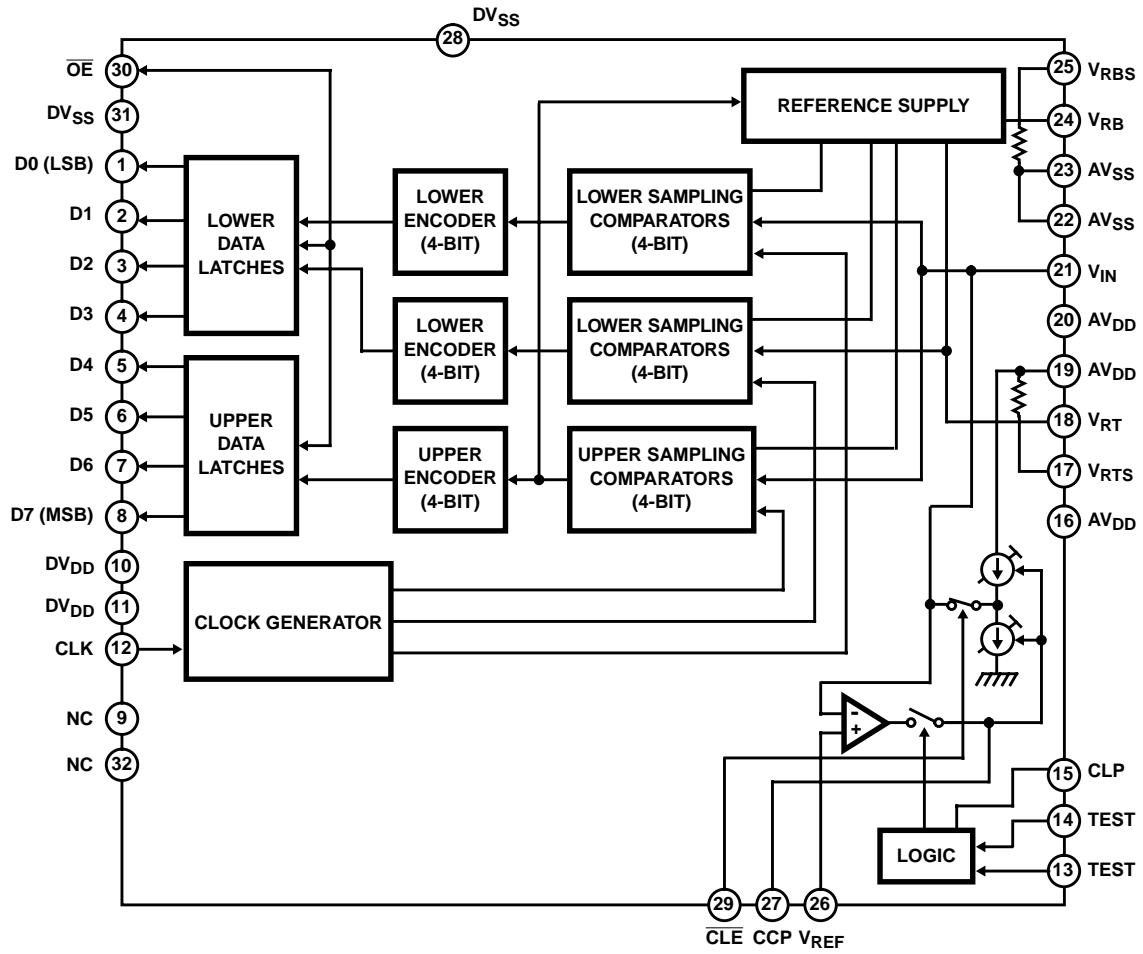 DVSS
28
OE
30
DVSS
31
D0 (LSB)
1
D1
2
D2
3
D3
4
D4
5
D5
6
D6
7
D7 (MSB)
8
DVDD
10
DVDD
11
CLK
12
NC
9
NC
32
LOWER
DATA
LATCHES
UPPER
DATA
LATCHES
CLOCK GENERATOR
LOWER
ENCODER
(4-BIT)
LOWER
ENCODER
(4-BIT)
UPPER
ENCODER
(4-BIT)
LOWER SAMPLING
COMPARATORS
(4-BIT)
LOWER SAMPLING
COMPARATORS
(4-BIT)
UPPER SAMPLING
COMPARATORS
(4-BIT)
REFERENCE SUPPLY
25
VRBS
24
VRB
23
AVSS
22
AVSS
21
VIN
20
AVDD
19
AVDD
18
VRT
17
VRTS
16
AVDD
-
+
LOGIC
15
CLP
14
TEST
13
TEST
29
27
26
CLE
CCP
VREF